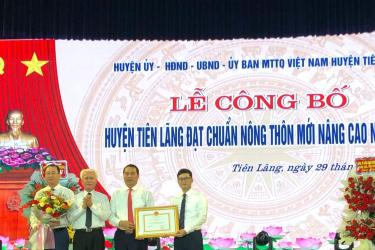 HUYỆN ỦY - HĐND - UBND - ỦY BAN MTTQ VIỆT NAM HUYỆN TIÊ
LỄ CÔNG BỐ
HUYỆN TIÊN LÃNG ĐẠT CHUẨN NÔNG THÔN MỚI NÂNG CAO N
Tiên Lãng, ngày 29 thán